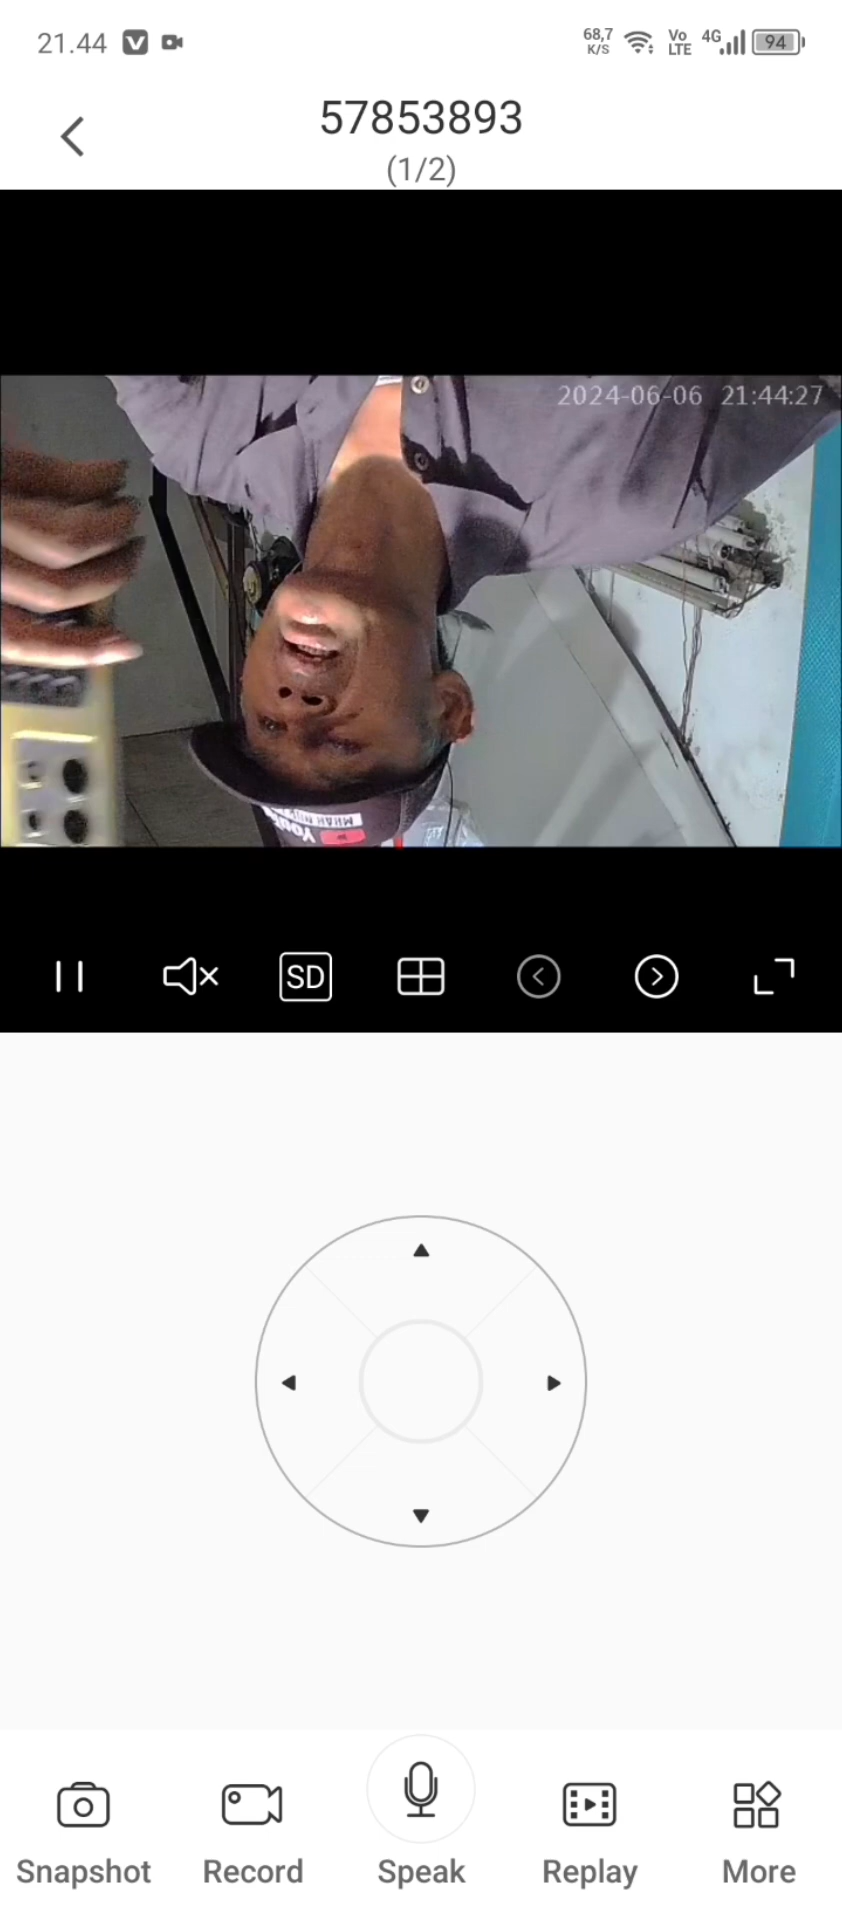 21.44
68,7 K/S
Vo LTE
4G
94
57853893
(1/2)
2024-06-06 21:44:27
SD
Snapshot
Record
Speak
Replay
More